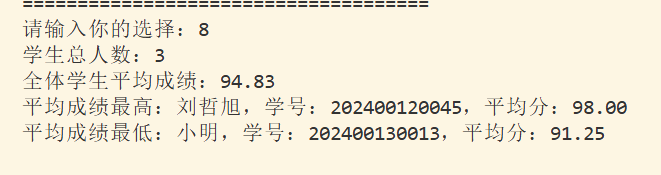 =====================================
请输入你的选择：8
学生总人数：3
全体学生平均成绩：94.83
平均成绩最高：刘哲旭，学号：202400120045，平均分：98.00
平均成绩最低：小明，学号：202400130013，平均分：91.25